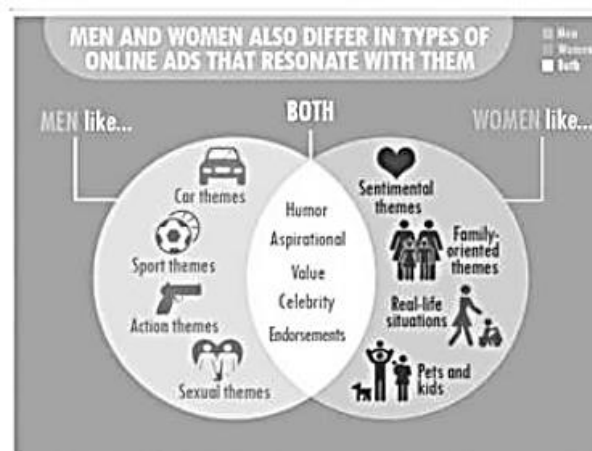 MEN AND WOMEN ALSO DIFFER IN TYPES OF
ONLINE ADS THAT RESONATE WITH THEM
Men
Women
Both
MEN like...
BOTH
WOMEN like...
Car themes
Sport themes
Action themes
Sexual themes
Humor
Aspirational
Value
Celebrity
Endorsements
Sentimental
themes
Family-
oriented
themes
Real-life
situations
Pets and
kids